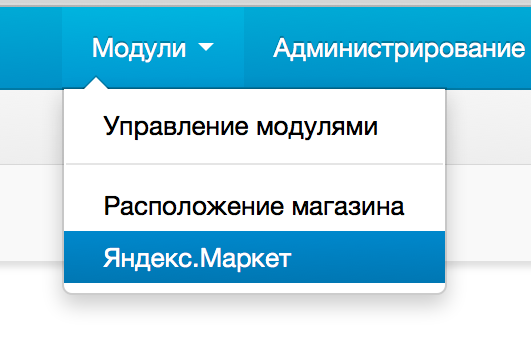 Модули Администрирование
Управление модулями
Расположение магазина
Яндекс.Маркет